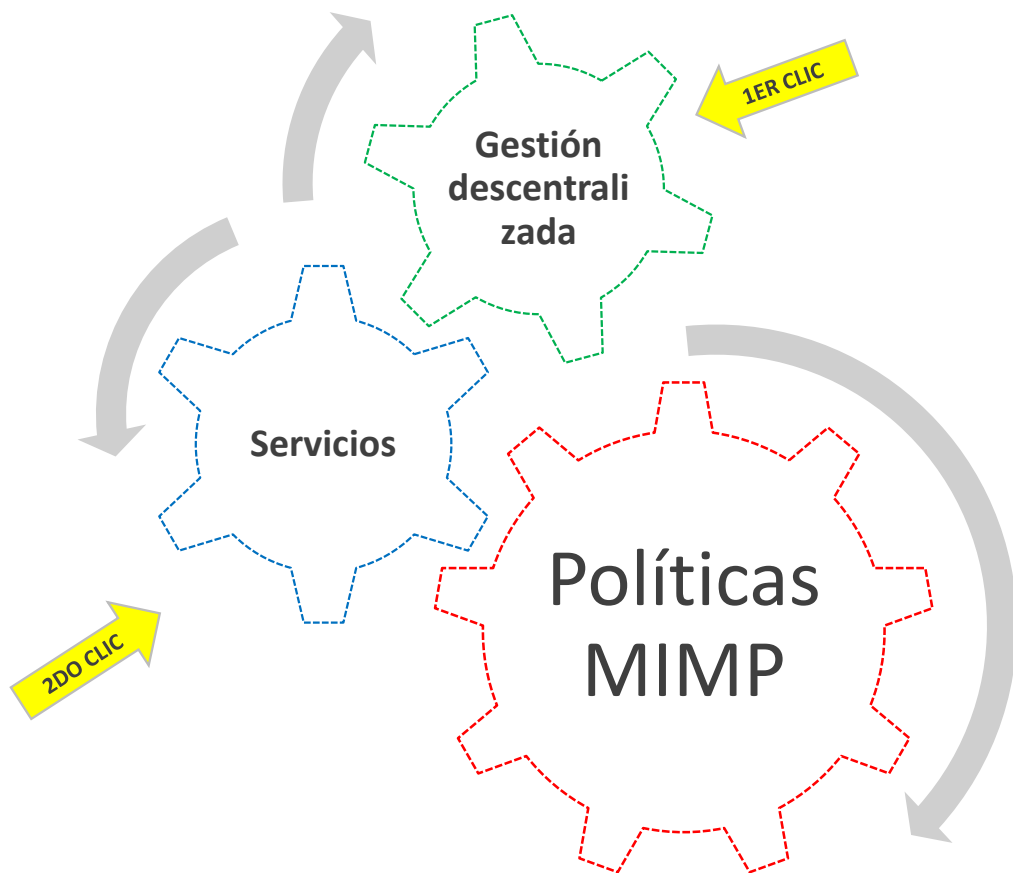 1ER CLIC
Gestión
descentrali
zada
Servicios
Políticas
MIMP
2DO CLIC